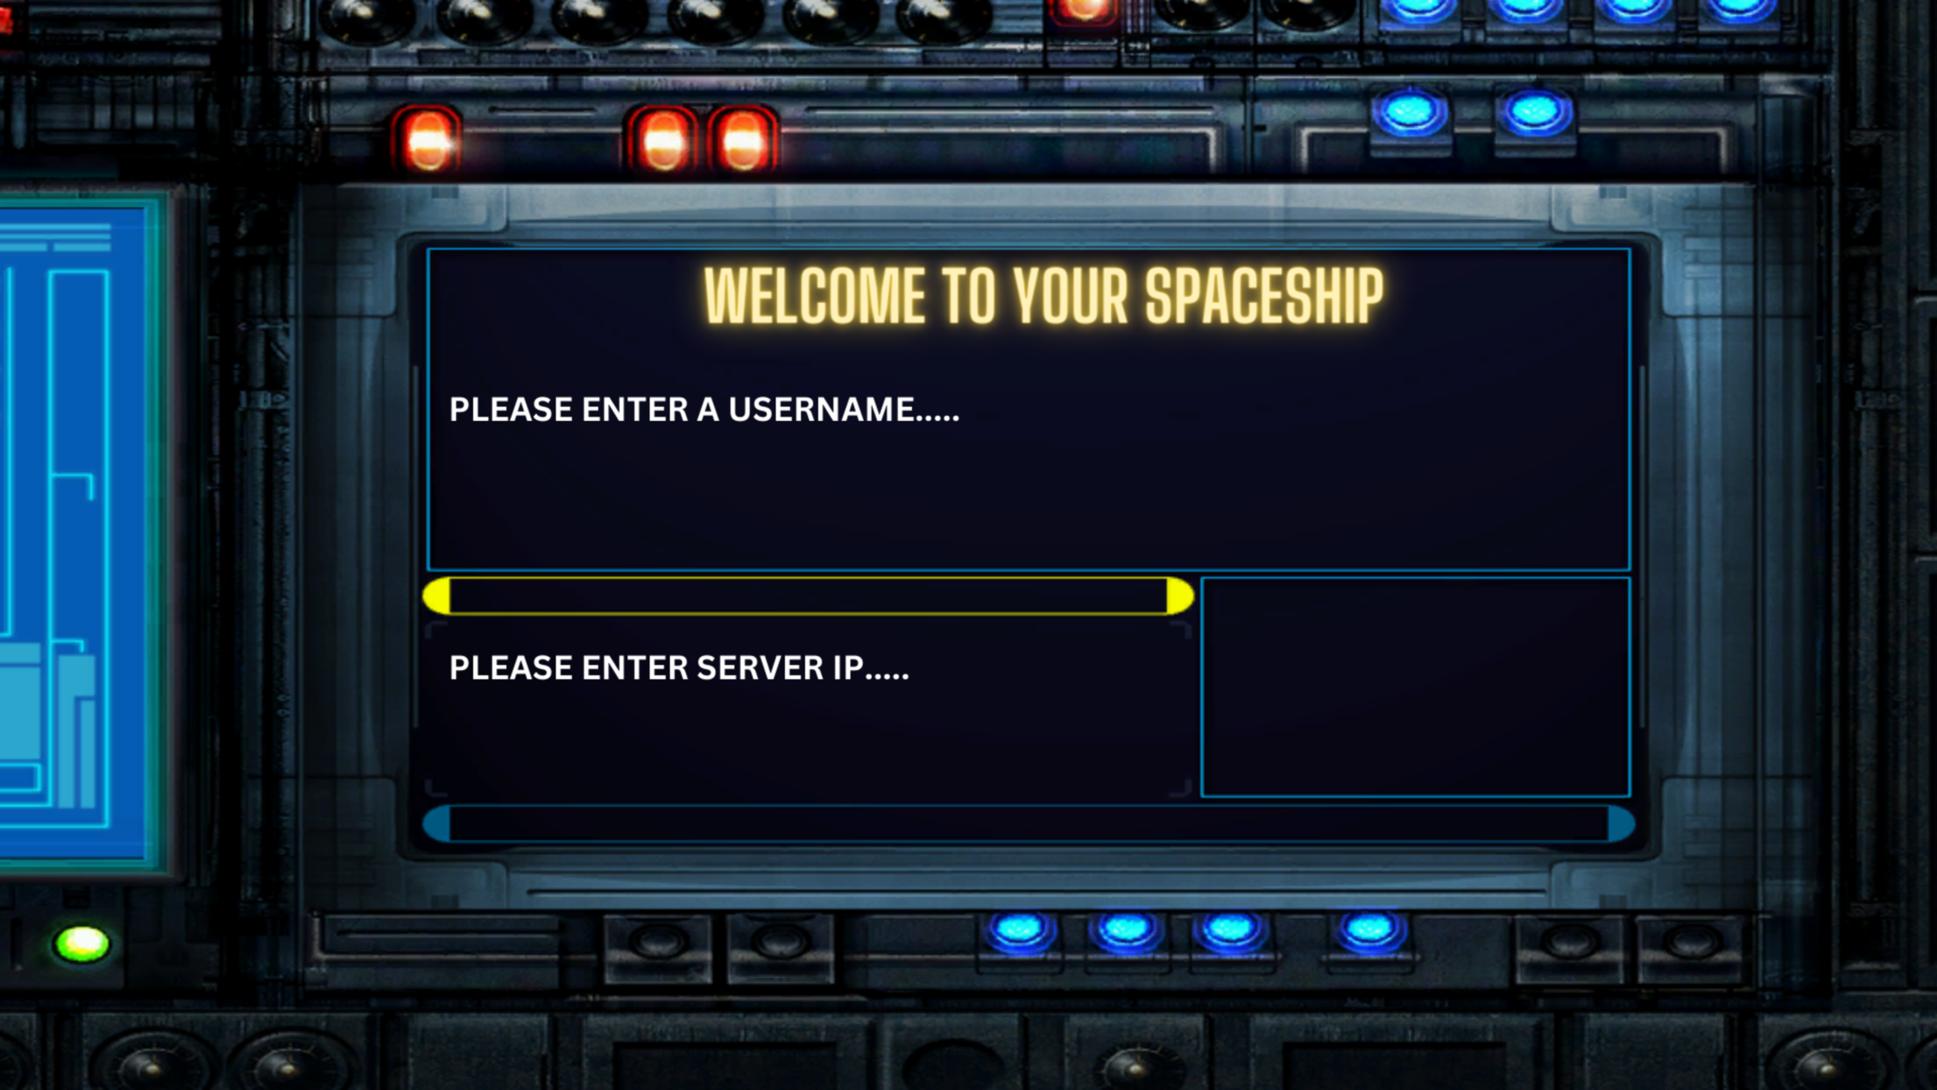 WELCOME TO YOUR SPACESHIP
PLEASE ENTER A USERNAME.....
PLEASE ENTER SERVER IP.....